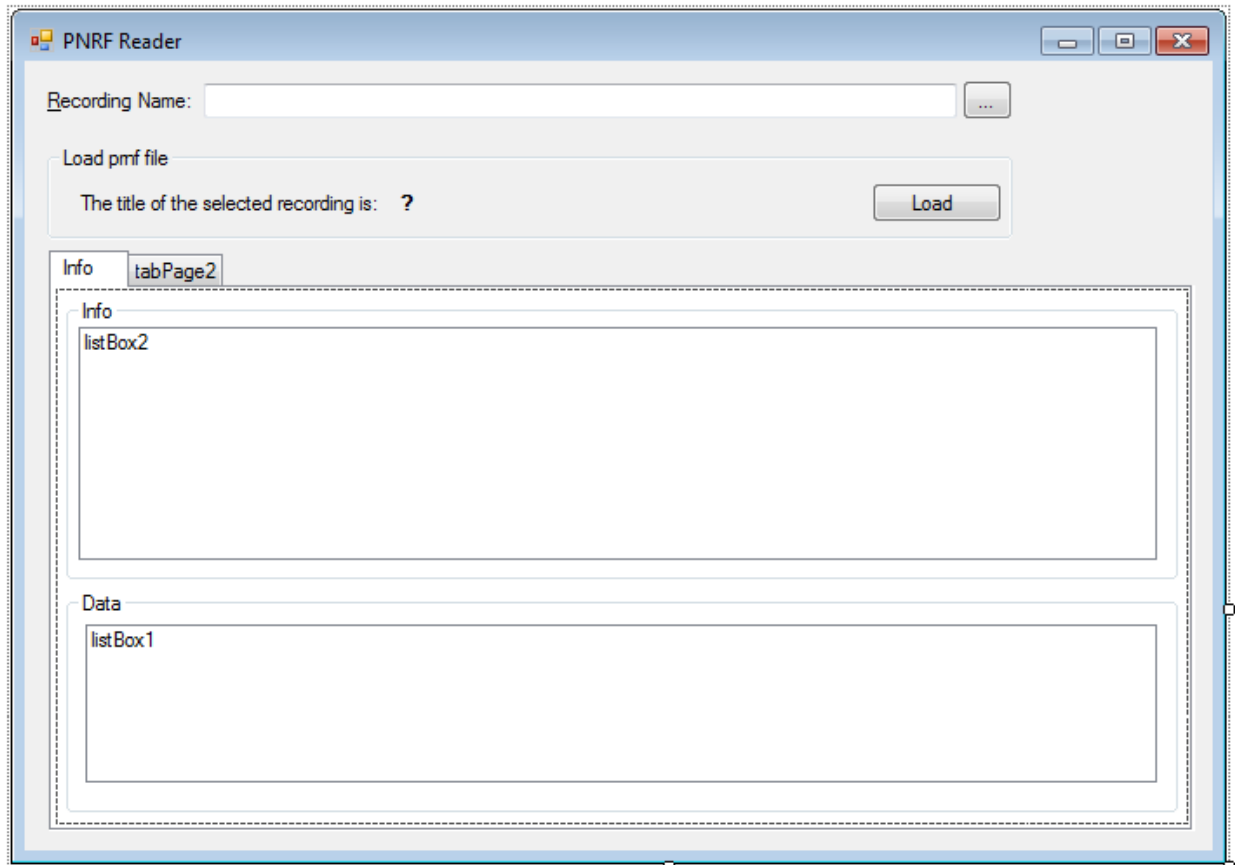 PNRF Reader
Recording Name:
...
Load pnrf file
The title of the selected recording is: ?
Load
Info
tabPage2
Info
listBox2
Data
listBox1